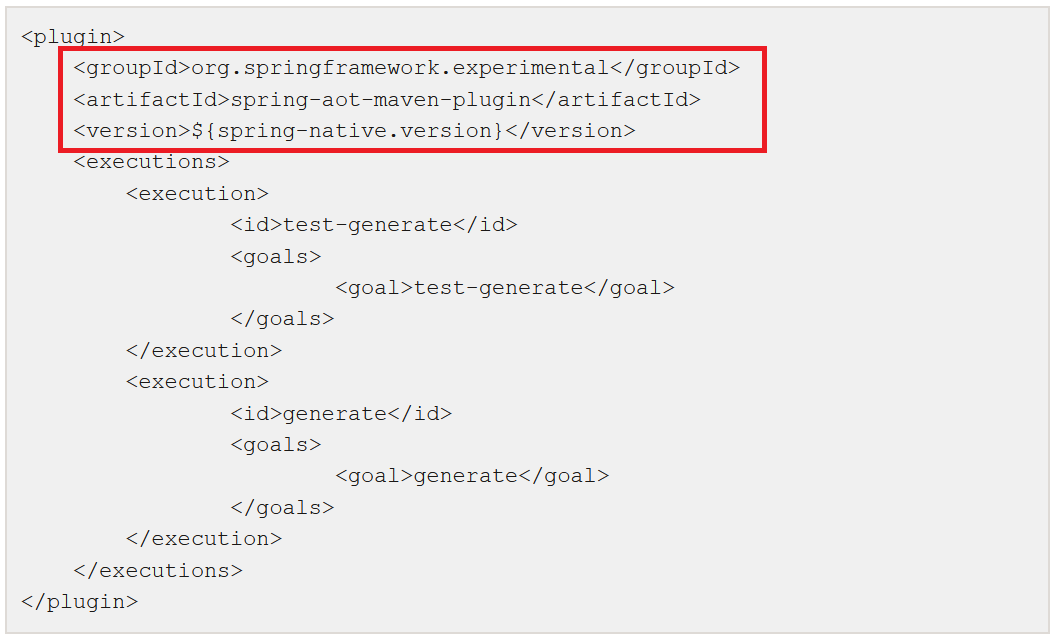 <plugin>
<groupId>org.springframework.experimental</groupId>
<artifactId>spring-aot-maven-plugin</artifactId>
<version>${spring-native.version}</version>
<executions>
<execution>
<id>test-generate</id>
<goals>
<goal>test-generate</goal>
</goals>
</execution>
<execution>
<id>generate</id>
<goals>
<goal>generate</goal>
</goals>
</execution>
</executions>
</plugin>